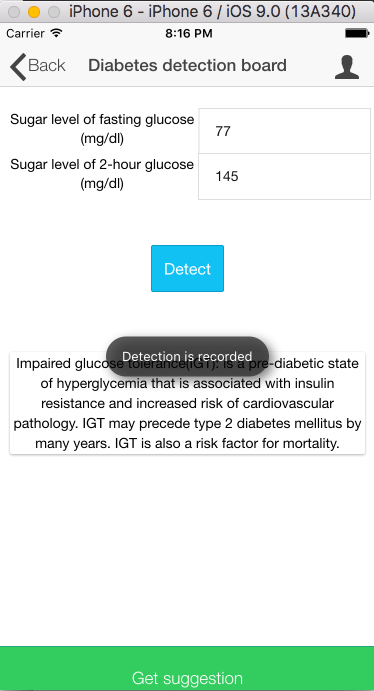 iPhone 6 - iPhone 6 / iOS 9.0 (13A340)
Carrier 8:16 PM
Back Diabetes detection board
Sugar level of fasting glucose
(mg/dl)
77
Sugar level of 2-hour glucose
(mg/dl)
145
Detect
Detection is recorded
Impaired glucose tolerance(IGT): is a pre-diabetic state
of hyperglycemia that is associated with insulin
resistance and increased risk of cardiovascular
pathology. IGT may precede type 2 diabetes mellitus by
many years. IGT is also a risk factor for mortality.
Get suggestion